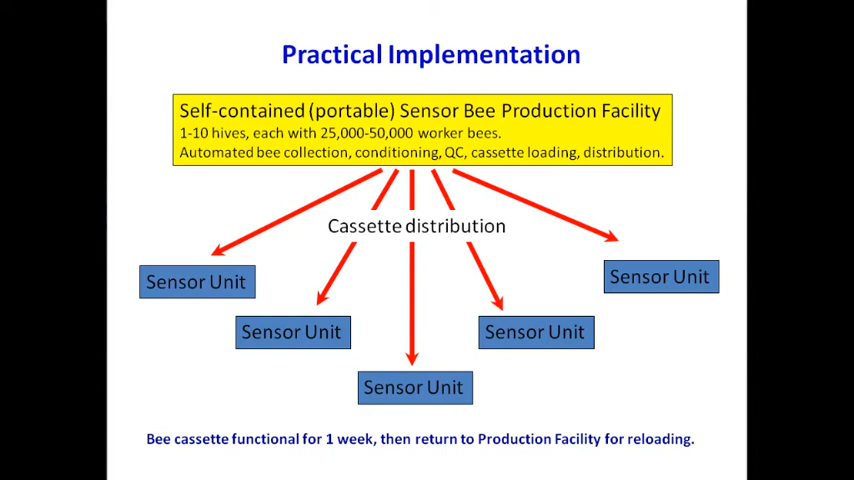 Practical Implementation
Self-contained (portable) Sensor Bee Production Facility
1-10 hives, each with 25,000-50,000 worker bees.
Automated bee collection, conditioning, QC, cassette loading, distribution.
Cassette distribution
Sensor Unit
Sensor Unit
Sensor Unit
Sensor Unit
Sensor Unit
Bee cassette functional for 1 week, then return to Production Facility for reloading.